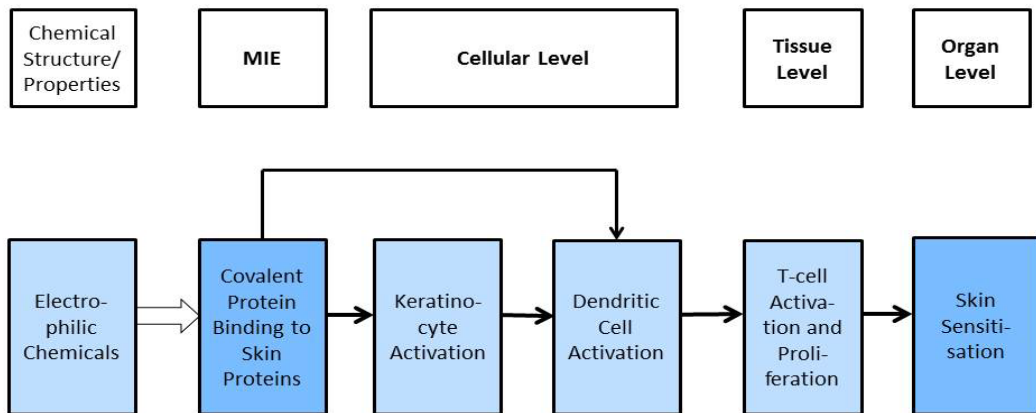 Chemical
Structure/
Properties
MIE
Cellular Level
Tissue
Level
Organ
Level
Electro-
philic
Chemicals
Covalent
Protein
Binding to
Skin
Proteins
Keratino-
cyte
Activation
Dendritic
Cell
Activation
T-cell
Activa-
tion and
Proli-
feration
Skin
Sensiti-
sation